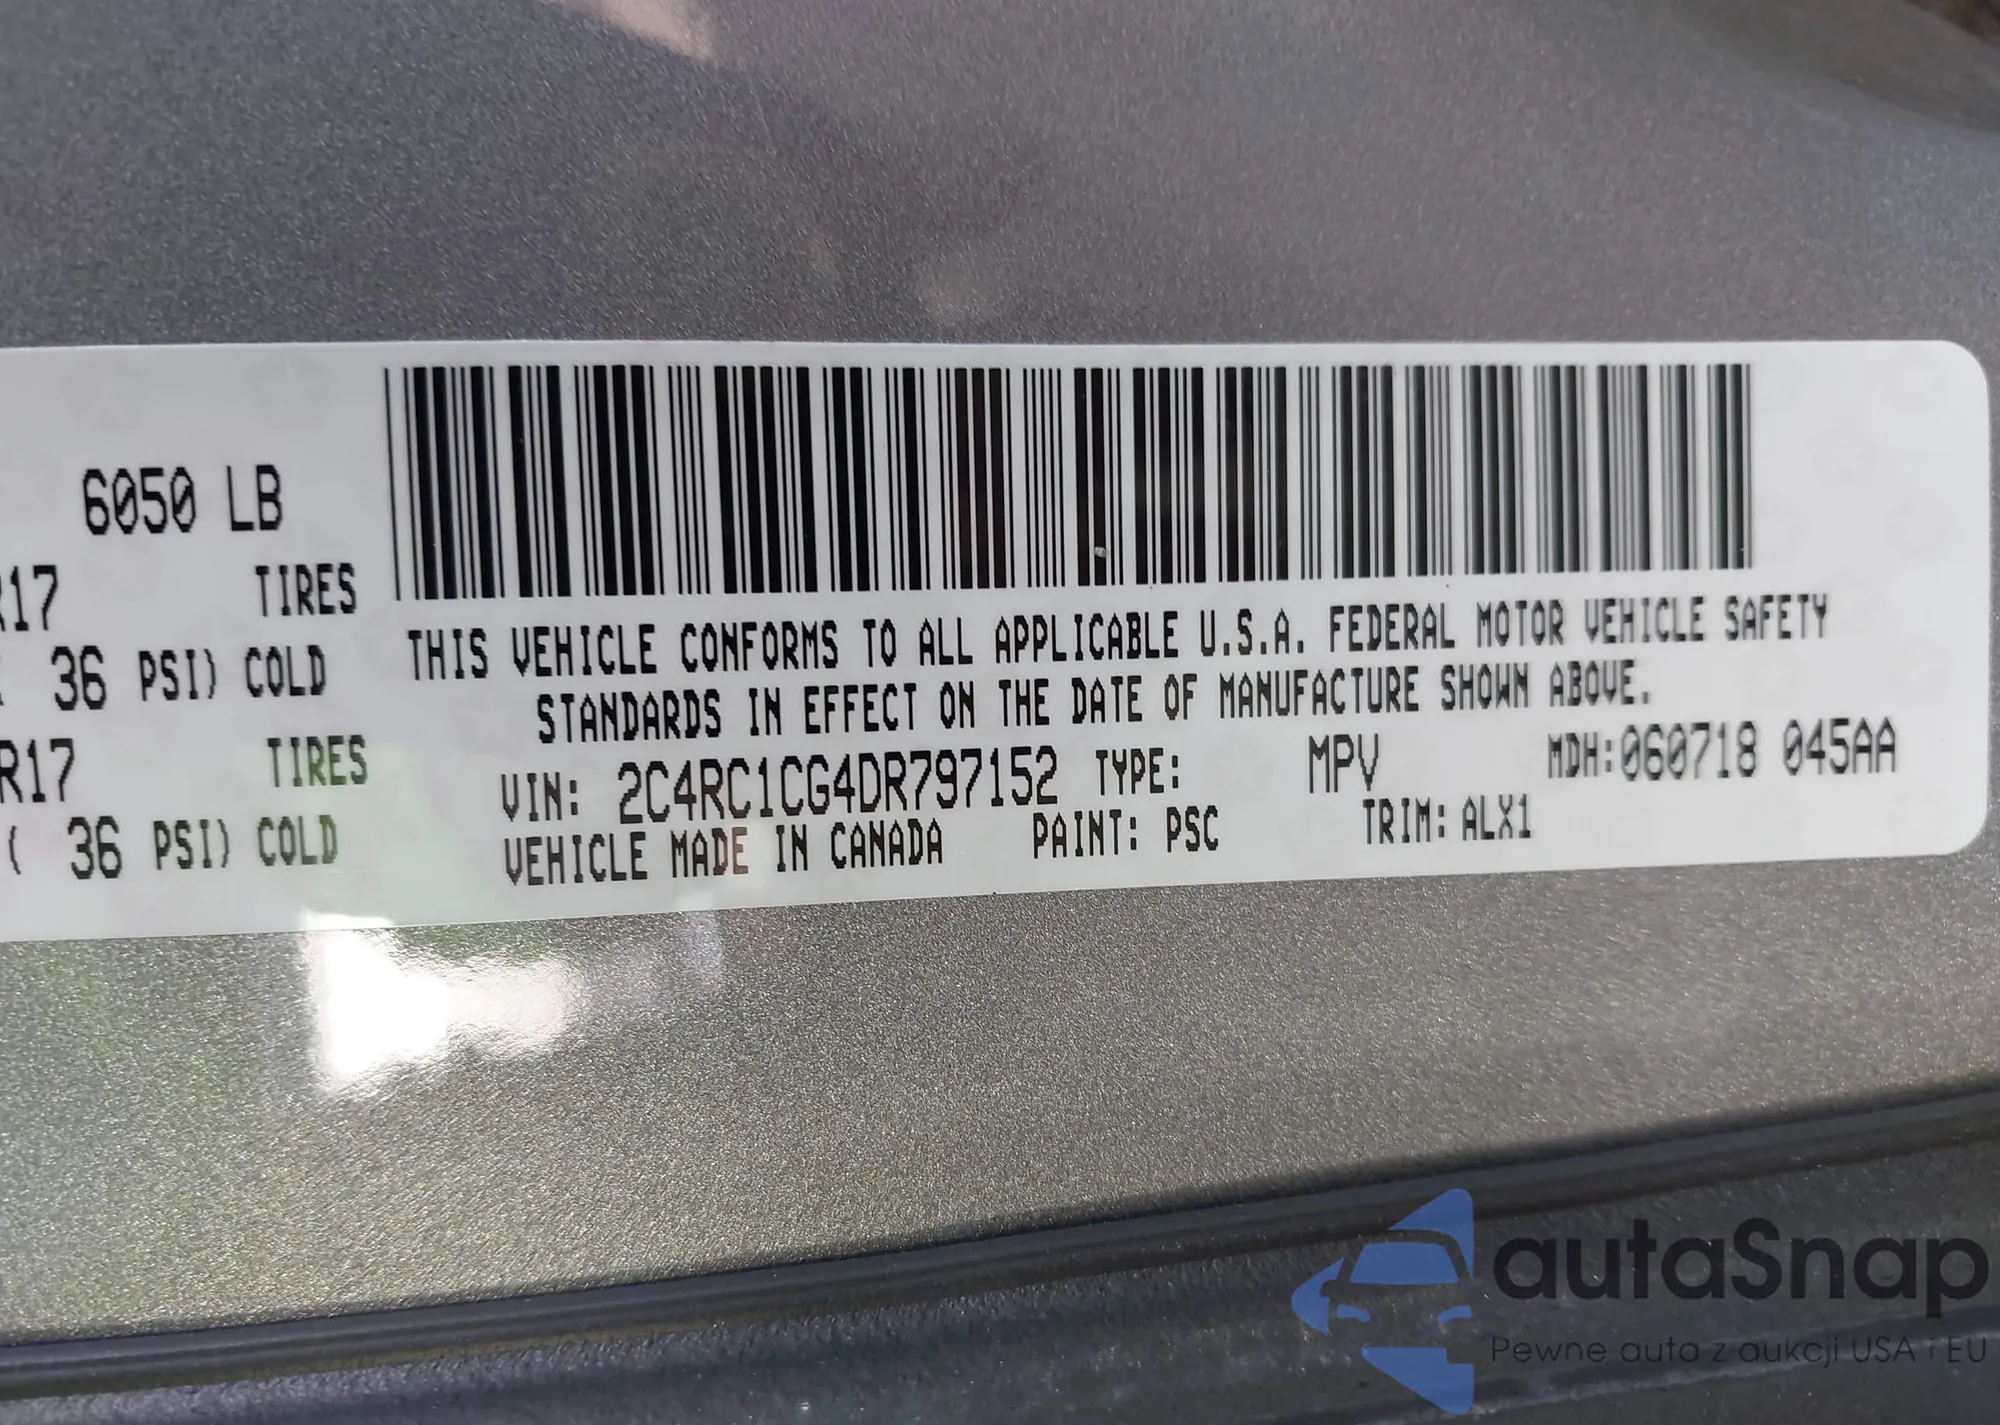 6050 LB
R17 TIRES
36 PSI) COLD
R17 TIRES
( 36 PSI) COLD
THIS VEHICLE CONFORMS TO ALL APPLICABLE U.S.A. FEDERAL MOTOR VEHICLE SAFETY
STANDARDS IN EFFECT ON THE DATE OF MANUFACTURE SHOWN ABOVE.
VIN: 2C4RC1CG4DR797152 TYPE: MPV MDH:060718 045AA
VEHICLE MADE IN CANADA PAINT: PSC TRIM: ALX1
autaSnap
Pewne auta z aukcji USA i EU